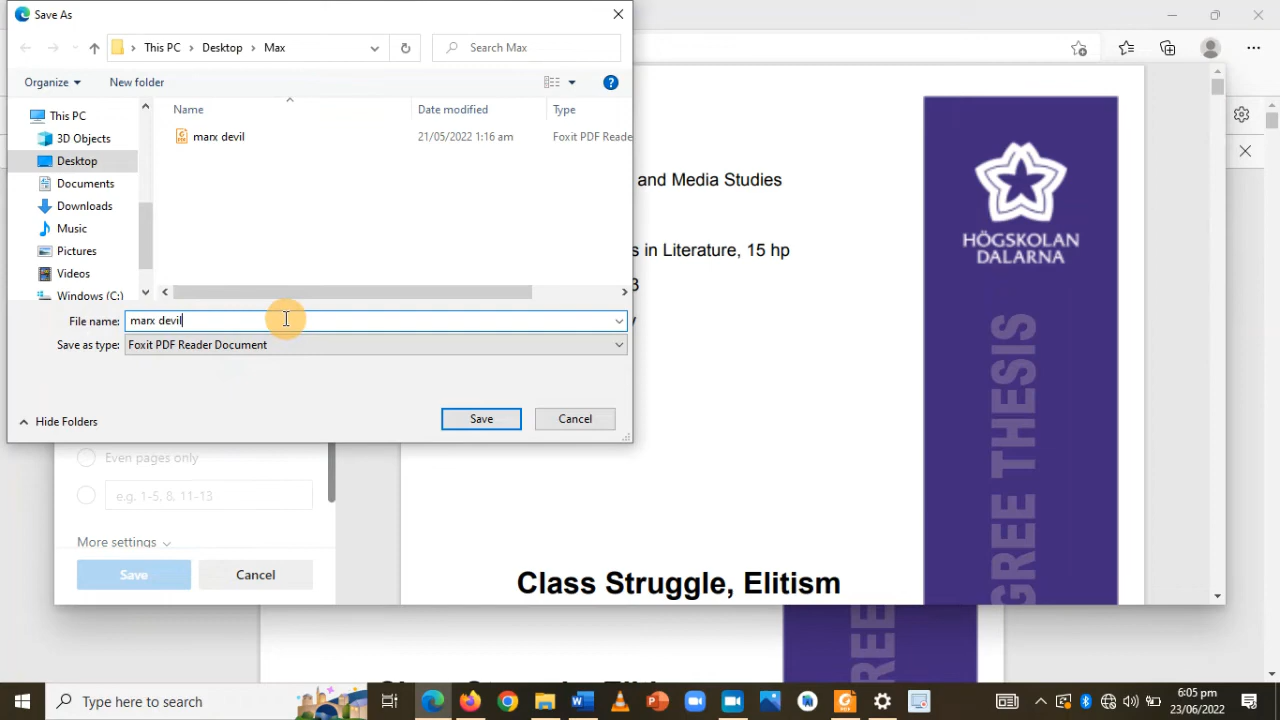 Save As
This PC > Desktop > Max
Search Max
Organize
New folder
Name
Date modified
Type
This PC
3D Objects
Desktop
Documents
Downloads
Music
Pictures
Videos
Windows (C:)
marx devil
21/05/2022 1:16 am
Foxit PDF Reade
File name:
marx devil
Save as type:
Foxit PDF Reader Document
Hide Folders
Save
Cancel
Even pages only
e.g. 1-5, 8, 11-13
More settings
Save
Cancel
and Media Studies
s in Literature, 15 hp
3
Class Struggle, Elitism
HÖGSKOLAN
DALARNA
GREE THESIS
REE
Type here to search
6:05 pm
23/06/2022